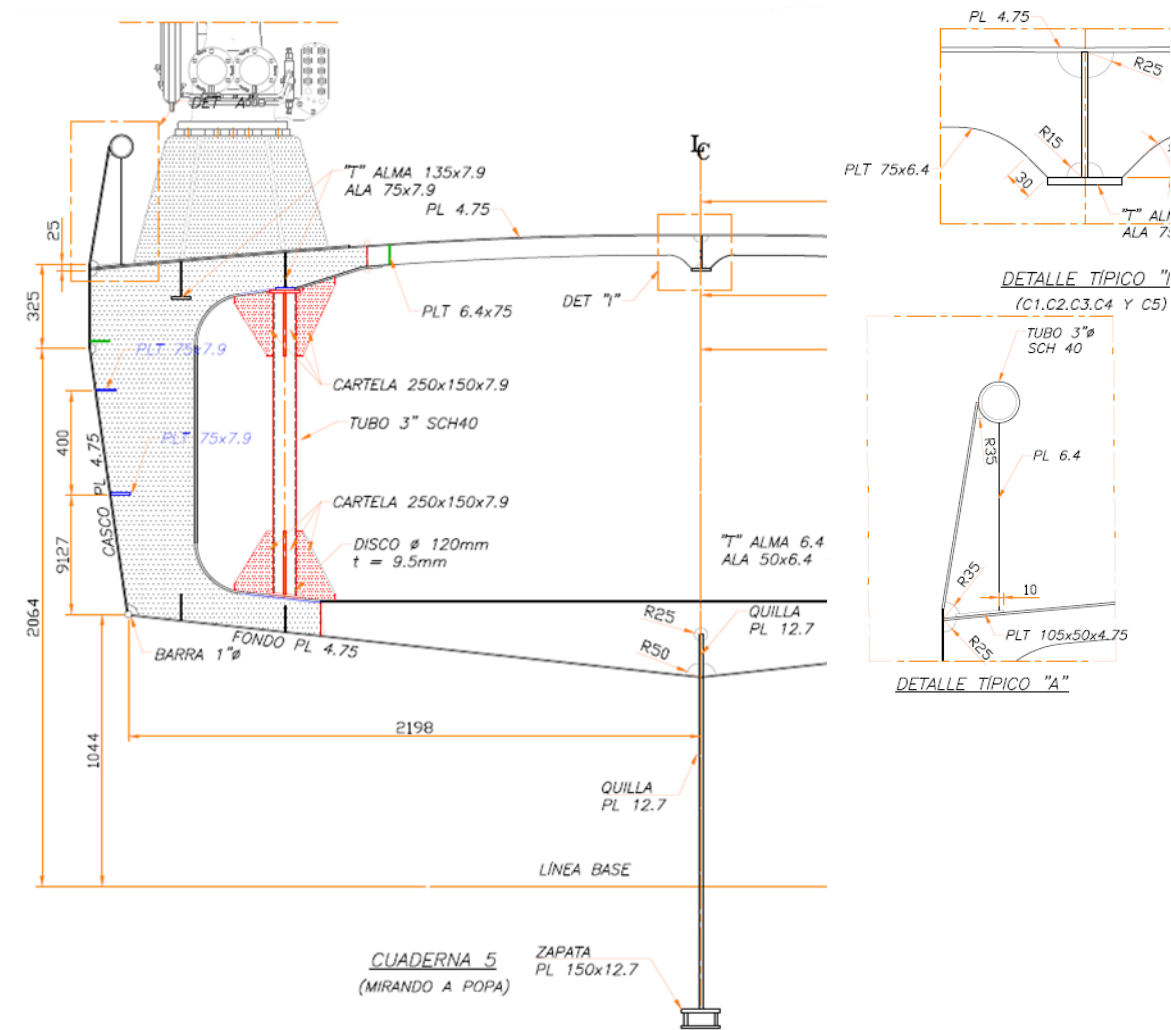 DET "A"
"T" ALMA 135x7.9
ALA 75x7.9
PL 4.75
25
325
PLT 6.4x75
DET "I"
PLT 75x7.9
CARTELA 250x150x7.9
TUBO 3" SCH40
400
PLT 75x7.9
CASCO PL 4.75
CARTELA 250x150x7.9
DISCO ø 120mm
t = 9.5mm
"T" ALMA 6.4
ALA 50x6.4
9127
2064
R25
QUILLA
PL 12.7
R50
BARRA 1"ø
FONDO PL 4.75
2198
1044
QUILLA
PL 12.7
LÍNEA BASE
CUADERNA 5
(MIRANDO A POPA)
ZAPATA
PL 150x12.7
PL 4.75
R25
R15
PLT 75x6.4
30
"T" AL
ALA 75
DETALLE TÍPICO "I
(C1.C2.C3.C4 Y C5)
TUBO 3"ø
SCH 40
R35
PL 6.4
R35
10
PLT 105x50x4.75
R25
DETALLE TÍPICO "A"